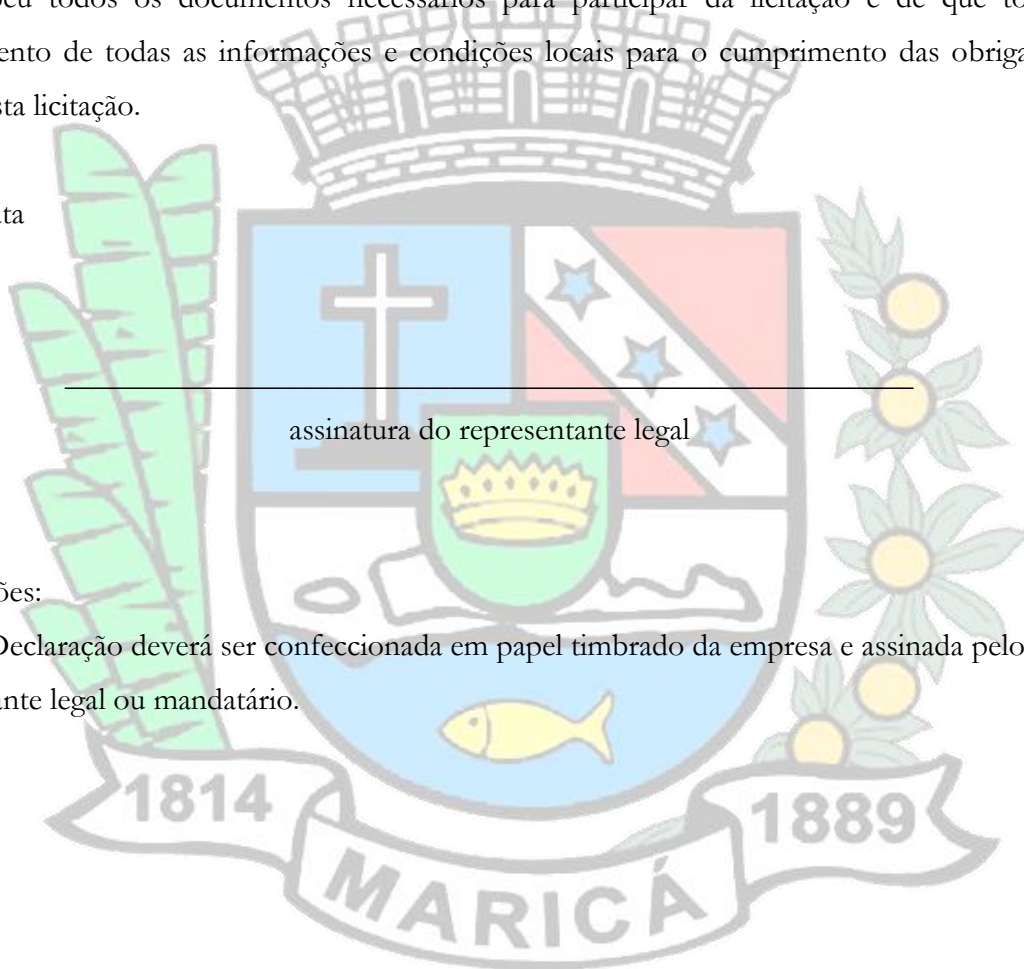 beu todos os documentos necessários para participar da licitação e de que to
ento de todas as informações e condições locais para o cumprimento das obriga
sta licitação.
ata
assinatura do representante legal
ões:
Declaração deverá ser confeccionada em papel timbrado da empresa e assinada pelo
ante legal ou mandatário.
1814
1889
MARICÁ